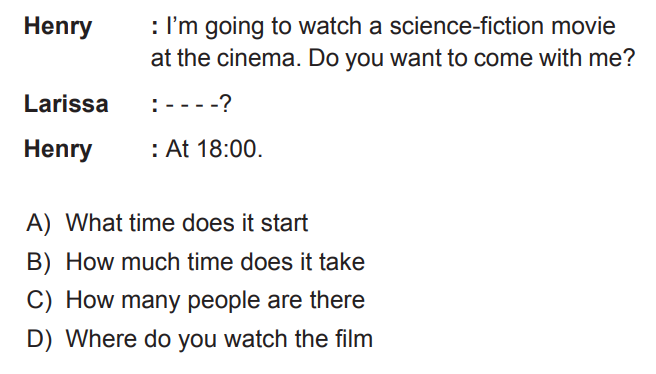 Henry : I’m going to watch a science-fiction movie
at the cinema. Do you want to come with me?
Larissa : - - - -?
Henry : At 18:00.
A) What time does it start
B) How much time does it take
C) How many people are there
D) Where do you watch the film